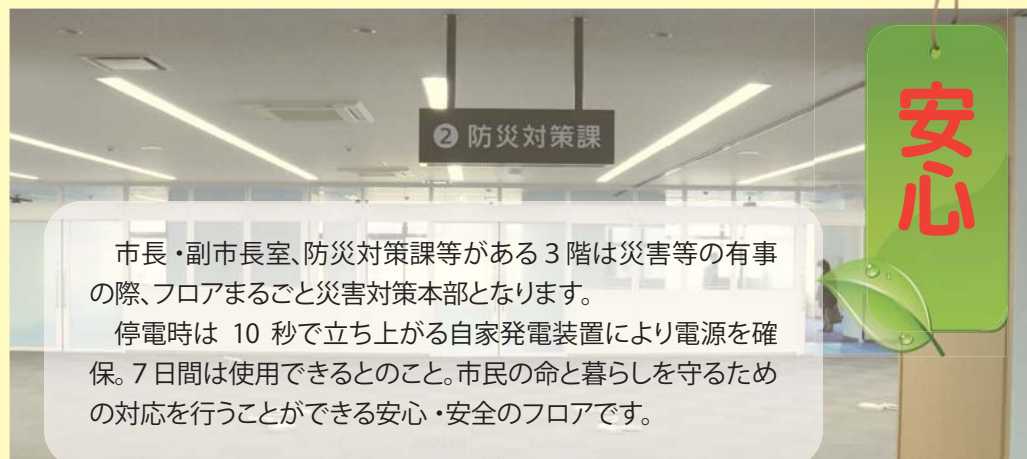 ❷ 防災対策課
安心
　市長・副市長室、防災対策課等がある３階は災害等の有事
の際、フロアまるごと災害対策本部となります。
　停電時は 10 秒で立ち上がる自家発電装置により電源を確
保。７日間は使用できるとのこと。市民の命と暮らしを守るため
の対応を行うことができる安心・安全のフロアです。